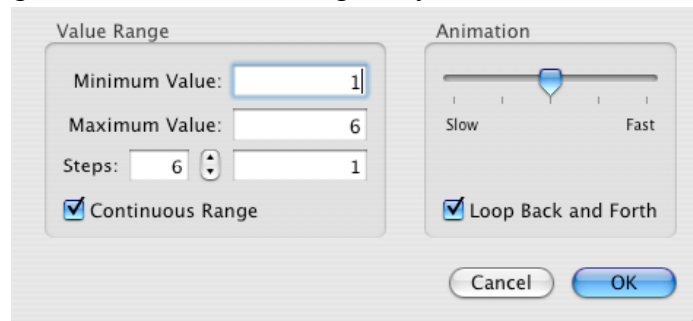 Value Range
Minimum Value: 1
Maximum Value: 6
Steps: 6 1
Continuous Range
Animation
Slow Fast
Loop Back and Forth
Cancel OK